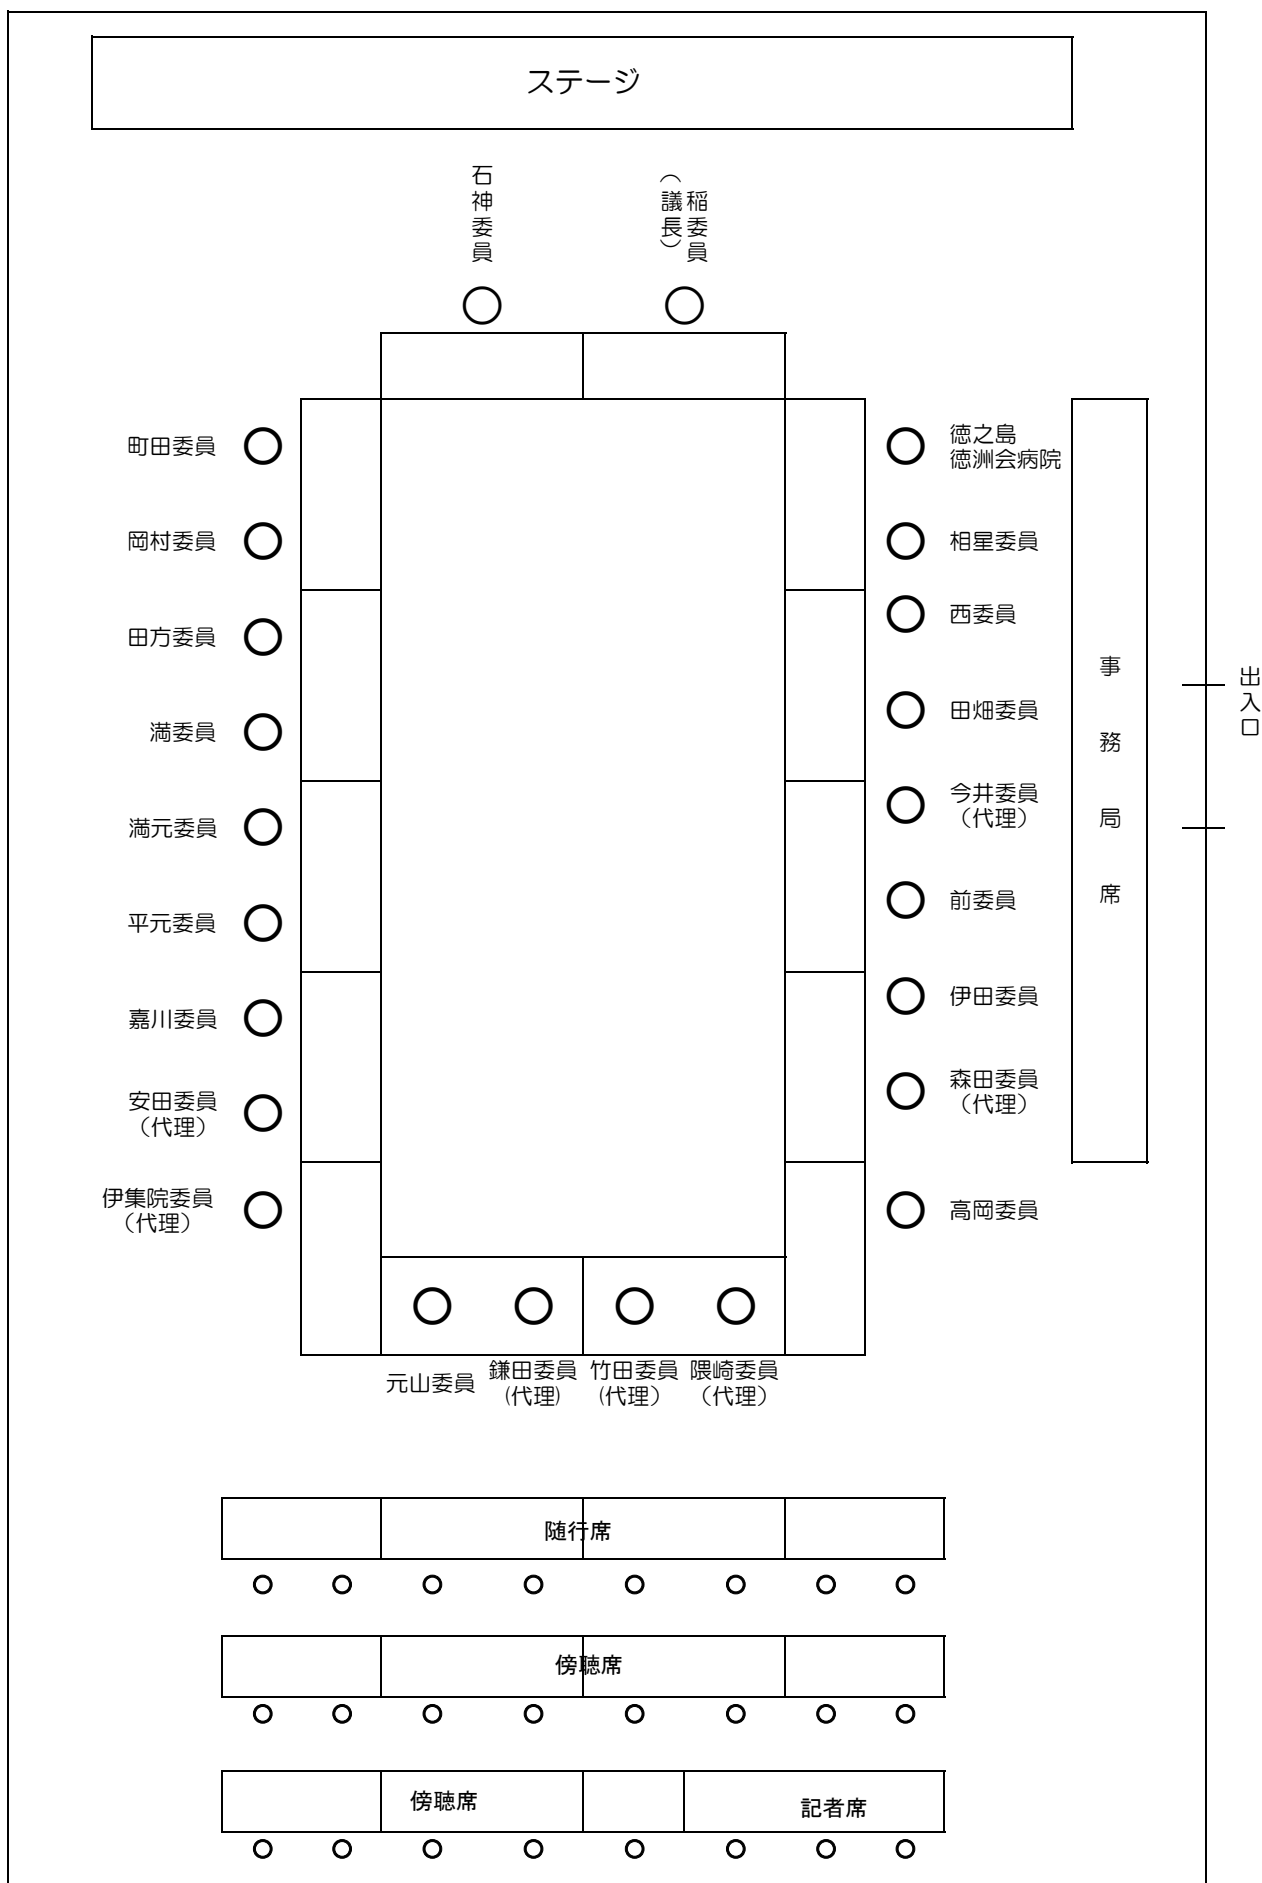 ステージ
石神委員
稲委員
（議長）
町田委員
徳之島
徳洲会病院
岡村委員
相星委員
西委員
田方委員
田畑委員
満委員
今井委員
（代理）
満元委員
前委員
平元委員
伊田委員
嘉川委員
森田委員
（代理）
安田委員
（代理）
伊集院委員
（代理）
高岡委員
事務局席
出入口
元山委員
鎌田委員
(代理)
竹田委員
(代理）
隈崎委員
（代理）
随行席
傍聴席
傍聴席
記者席